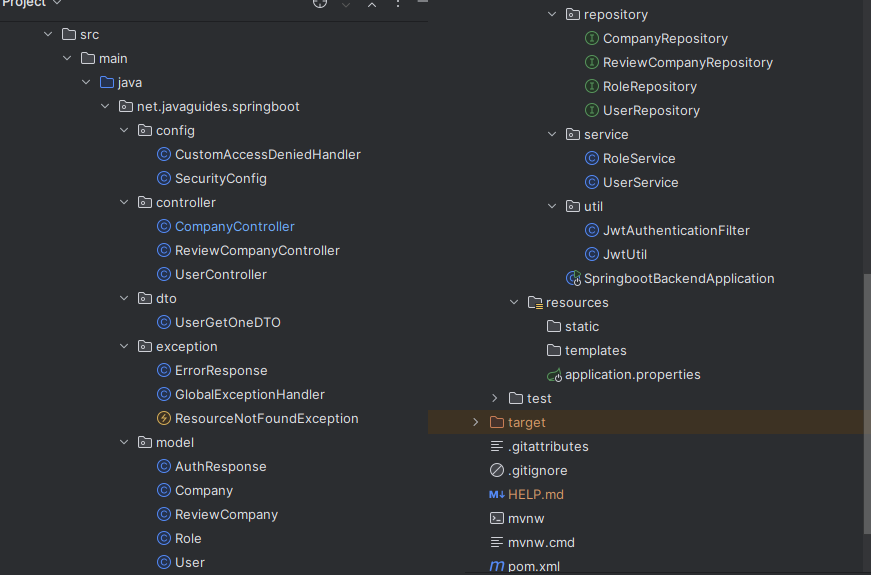 Project
src
main
java
net.javaguides.springboot
config
CustomAccessDeniedHandler
SecurityConfig
controller
CompanyController
ReviewCompanyController
UserController
dto
UserGetOneDTO
exception
ErrorResponse
GlobalExceptionHandler
ResourceNotFoundException
model
AuthResponse
Company
ReviewCompany
Role
User
repository
CompanyRepository
ReviewCompanyRepository
RoleRepository
UserRepository
service
RoleService
UserService
util
JwtAuthenticationFilter
JwtUtil
SpringbootBackendApplication
resources
static
templates
application.properties
test
target
.gitattributes
.gitignore
HELP.md
mvnw
mvnw.cmd
pom.xml